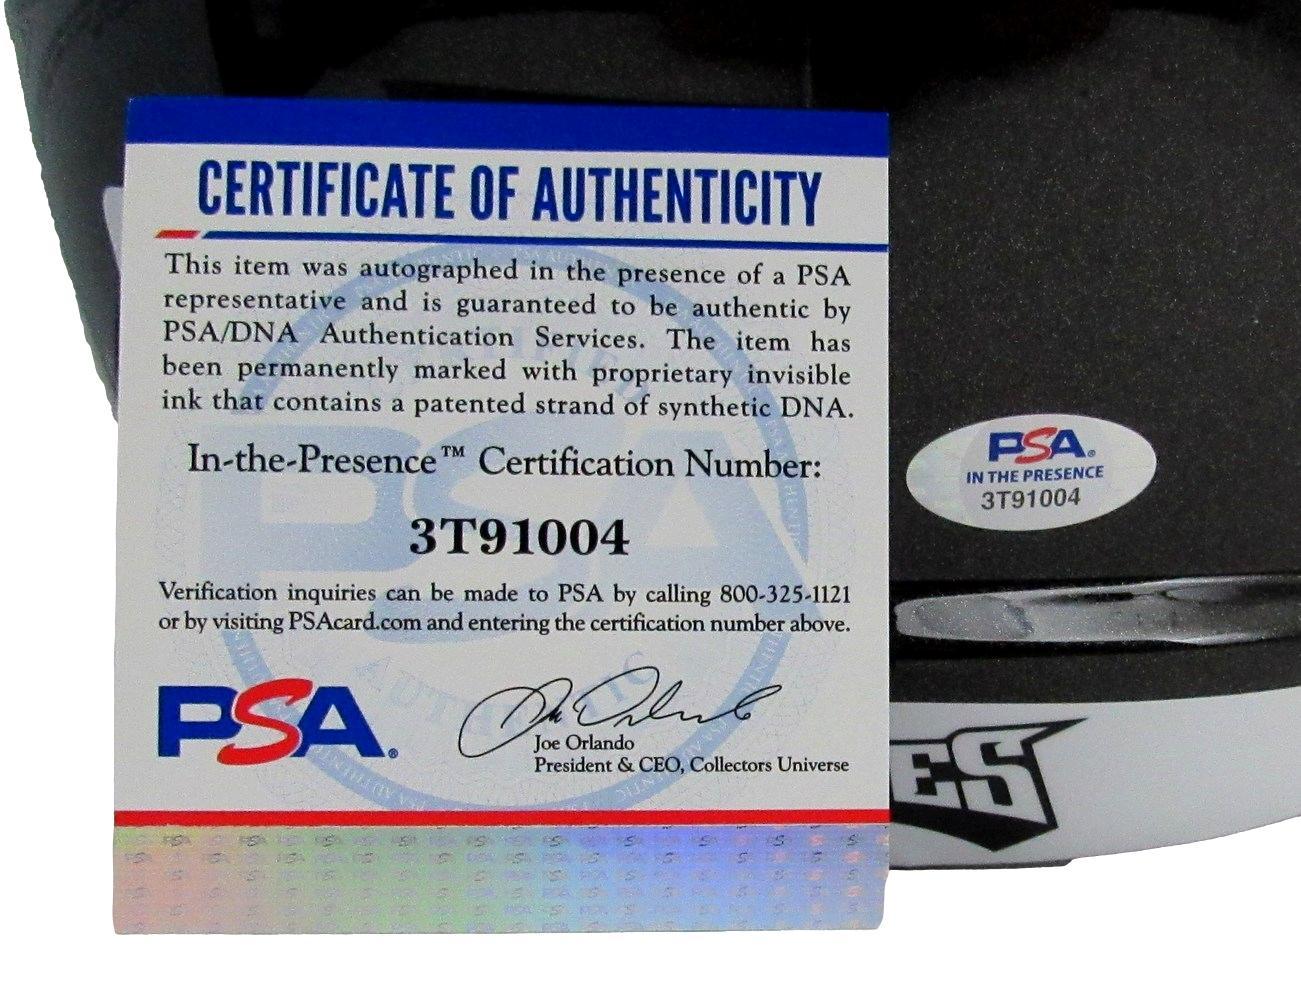 CERTIFICATE OF AUTHENTICITY
This item was autographed in the presence of a PSA
representative and is guaranteed to be authentic by
PSA/DNA Authentication Services. The item has
been permanently marked with proprietary invisible
ink that contains a patented strand of synthetic DNA.
In-the-Presence™ Certification Number:
3T91004
Verification inquiries can be made to PSA by calling 800-325-1121
or by visiting PSAcard.com and entering the certification number above.
PSA®
Joe Orlando
President & CEO, Collectors Universe
PSA®
IN THE PRESENCE
3T91004
ES